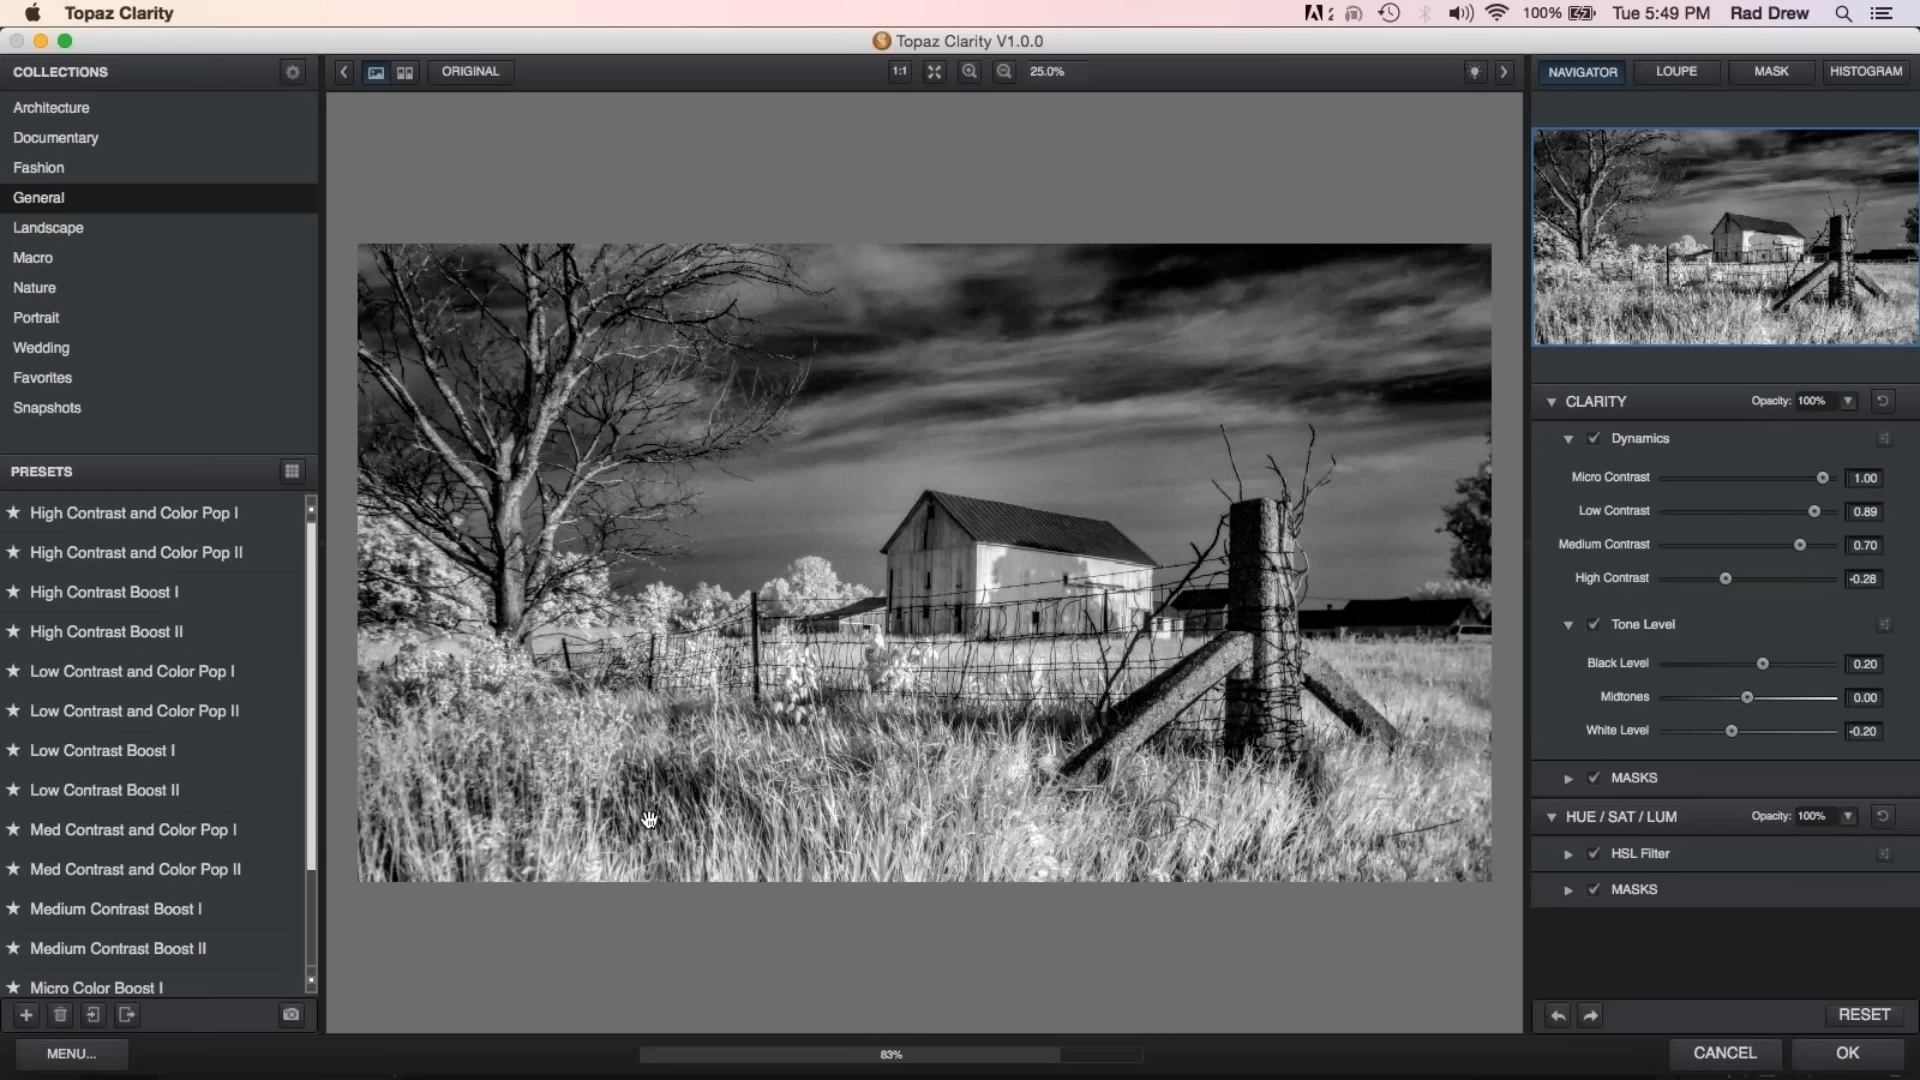 Topaz Clarity
2
100%
Tue 5:49 PM
Rad Drew
Topaz Clarity V1.0.0
COLLECTIONS
Architecture
Documentary
Fashion
General
Landscape
Macro
Nature
Portrait
Wedding
Favorites
Snapshots
PRESETS
High Contrast and Color Pop I
High Contrast and Color Pop II
High Contrast Boost I
High Contrast Boost II
Low Contrast and Color Pop I
Low Contrast and Color Pop II
Low Contrast Boost I
Low Contrast Boost II
Med Contrast and Color Pop I
Med Contrast and Color Pop II
Medium Contrast Boost I
Medium Contrast Boost II
Micro Color Boost I
MENU...
ORIGINAL
1:1
25.0%
83%
NAVIGATOR
LOUPE
MASK
HISTOGRAM
CLARITY
Opacity: 100%
Dynamics
Micro Contrast 1.00
Low Contrast 0.89
Medium Contrast 0.70
High Contrast -0.28
Tone Level
Black Level 0.20
Midtones 0.00
White Level -0.20
MASKS
HUE / SAT / LUM
Opacity: 100%
HSL Filter
MASKS
RESET
CANCEL
OK